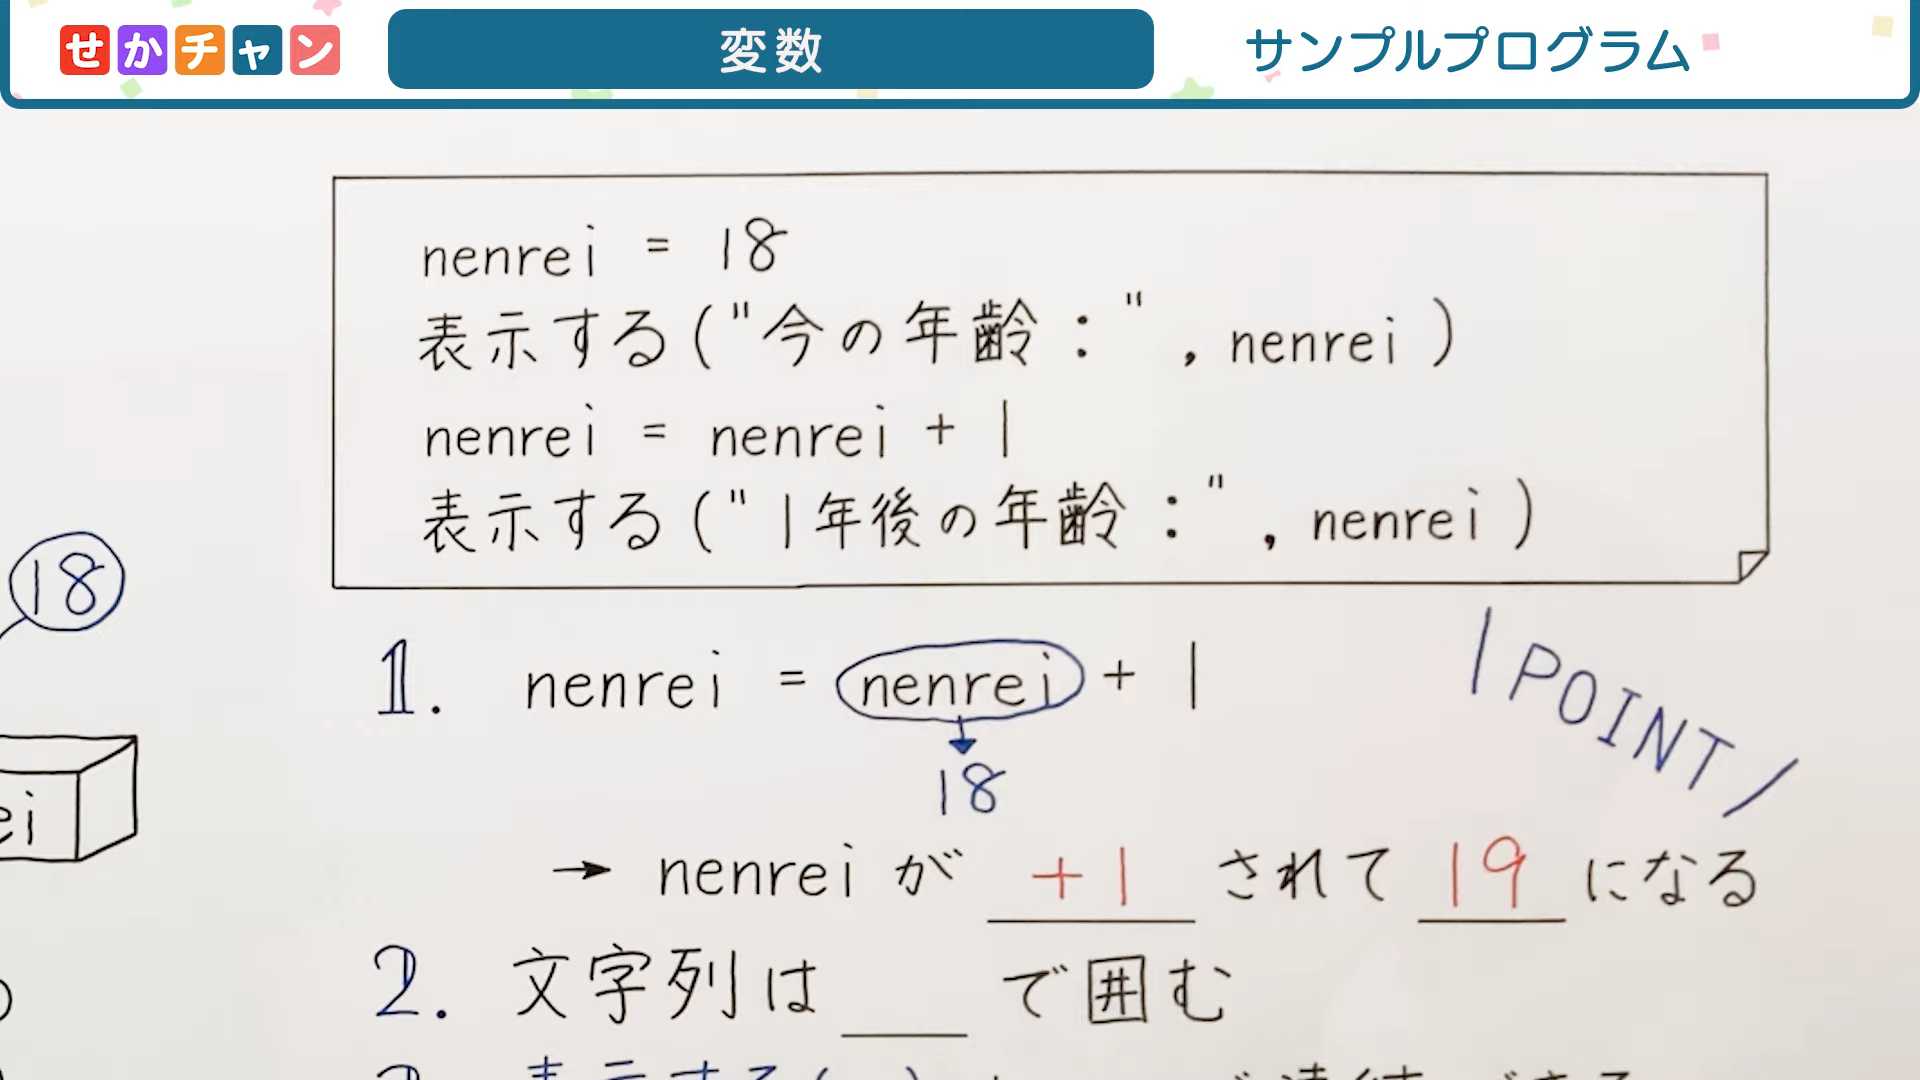 せかチャン
変数
サンプルプログラム
nenrei = 18
表示する("今の年齢:", nenrei)
nenrei = nenrei + 1
表示する("1年後の年齢:", nenrei)
18
ei
1. nenrei = nenrei + 1
18
\POINT/
→ nenrei が +1 されて 19 になる
2. 文字列は ___ で囲む